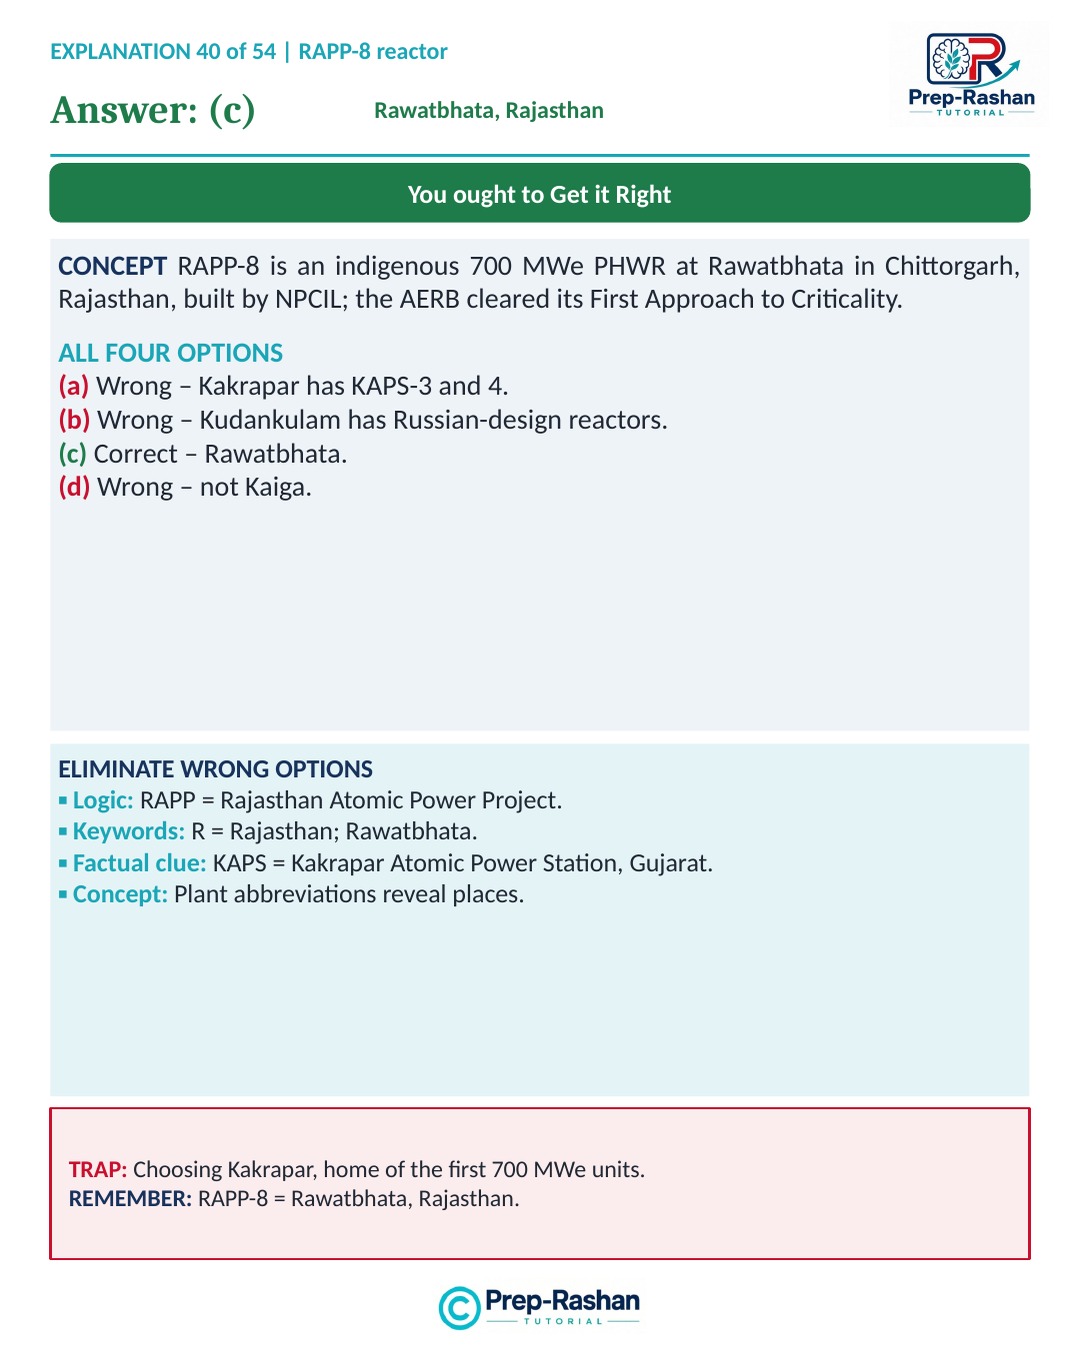 EXPLANATION 40 of 54 | RAPP-8 reactor
Prep-Rashan
TUTORIAL
Answer: (c)
Rawatbhata, Rajasthan
You ought to Get it Right
CONCEPT RAPP-8 is an indigenous 700 MWe PHWR at Rawatbhata in Chittorgarh,
Rajasthan, built by NPCIL; the AERB cleared its First Approach to Criticality.
ALL FOUR OPTIONS
(a) Wrong – Kakrapar has KAPS-3 and 4.
(b) Wrong – Kudankulam has Russian-design reactors.
(c) Correct – Rawatbhata.
(d) Wrong – not Kaiga.
ELIMINATE WRONG OPTIONS
▪ Logic: RAPP = Rajasthan Atomic Power Project.
▪ Keywords: R = Rajasthan; Rawatbhata.
▪ Factual clue: KAPS = Kakrapar Atomic Power Station, Gujarat.
▪ Concept: Plant abbreviations reveal places.
TRAP: Choosing Kakrapar, home of the first 700 MWe units.
REMEMBER: RAPP-8 = Rawatbhata, Rajasthan.
© Prep-Rashan
TUTORIAL